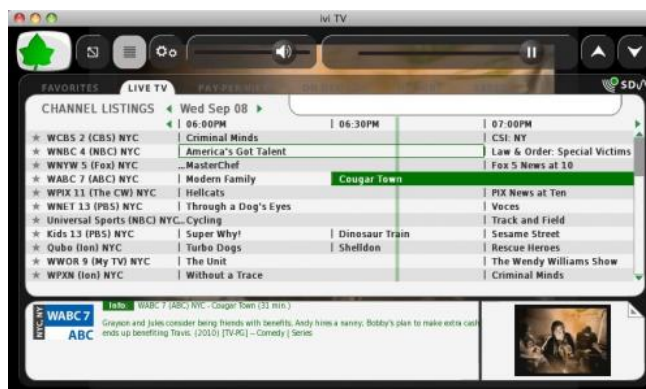 ivi TV
FAVORITES LIVE TV PAY-PER-VIEW SD
CHANNEL LISTINGS Wed Sep 08
06:00PM 06:30PM 07:00PM
WCBS 2 (CBS) NYC Criminal Minds CSI: NY
WNBC 4 (NBC) NYC America's Got Talent Law & Order: Special Victims
WNYW 5 (Fox) NYC ...MasterChef Fox 5 News at 10
WABC 7 (ABC) NYC Modern Family Cougar Town
WPIX 11 (The CW) NYC Hellcats PIX News at Ten
WNET 13 (PBS) NYC Through a Dog's Eyes Voces
Universal Sports (NBC) NYC ...Cycling Track and Field
Kids 13 (PBS) NYC Super Why! Dinosaur Train Sesame Street
Qubo (Ion) NYC Turbo Dogs Shelldon Rescue Heroes
WWOR 9 (My TV) NYC The Unit The Wendy Williams Show
WPXN (Ion) NYC Without a Trace Criminal Minds
NYC, NY
WABC 7
ABC
Info WABC 7 (ABC) NYC - Cougar Town (31 min.)
Grayson and Jules consider being friends with benefits. Andy hires a nanny. Bobby's plan to make extra cash
ends up benefiting Travis. (2010) [TV-PG] -- Comedy | Series